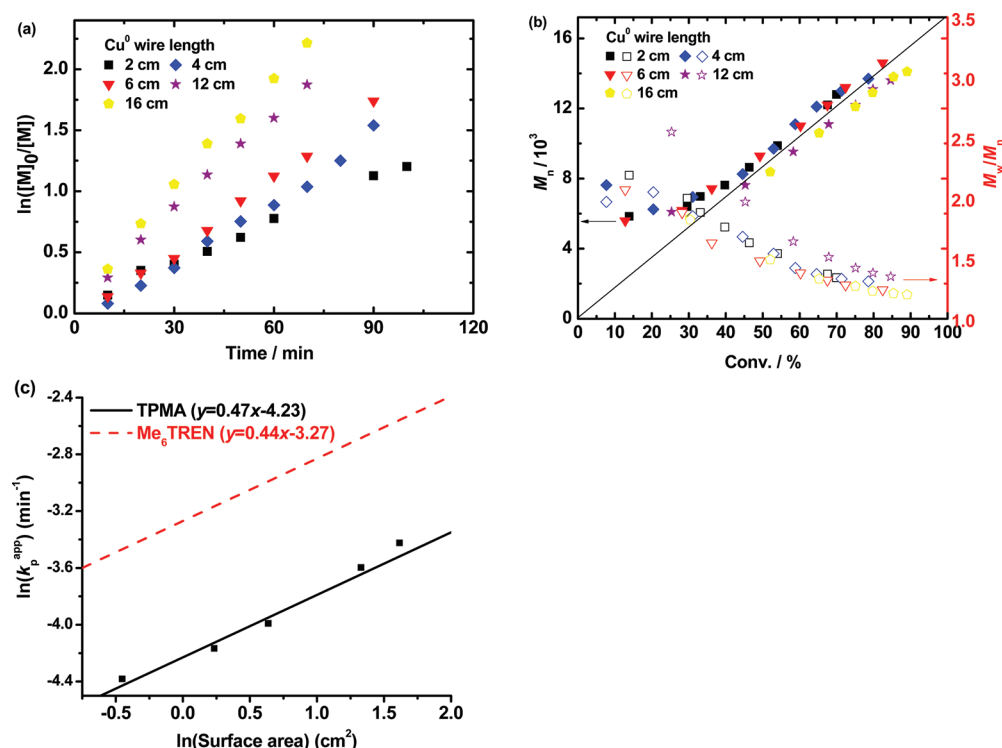 (a)
Cu⁰ wire length
2 cm 4 cm
6 cm 12 cm
16 cm
ln([M]₀/[M])
2.0
1.5
1.0
0.5
0.0
0 30 60 90 120
Time / min
(b)
Cu⁰ wire length
2 cm 4 cm
6 cm 12 cm
16 cm
Mₙ / 10³
16
12
8
4
0
0 10 20 30 40 50 60 70 80 90 100
Conv. / %
3.5
3.0
2.5
2.0
1.5
1.0
M_w/Mₙ
(c)
TPMA (y=0.47x-4.23)
Me₆TREN (y=0.44x-3.27)
ln(kₚᵃᵖᵖ) (min⁻¹)
-2.4
-2.8
-3.2
-3.6
-4.0
-4.4
-0.5 0.0 0.5 1.0 1.5 2.0
ln(Surface area) (cm²)